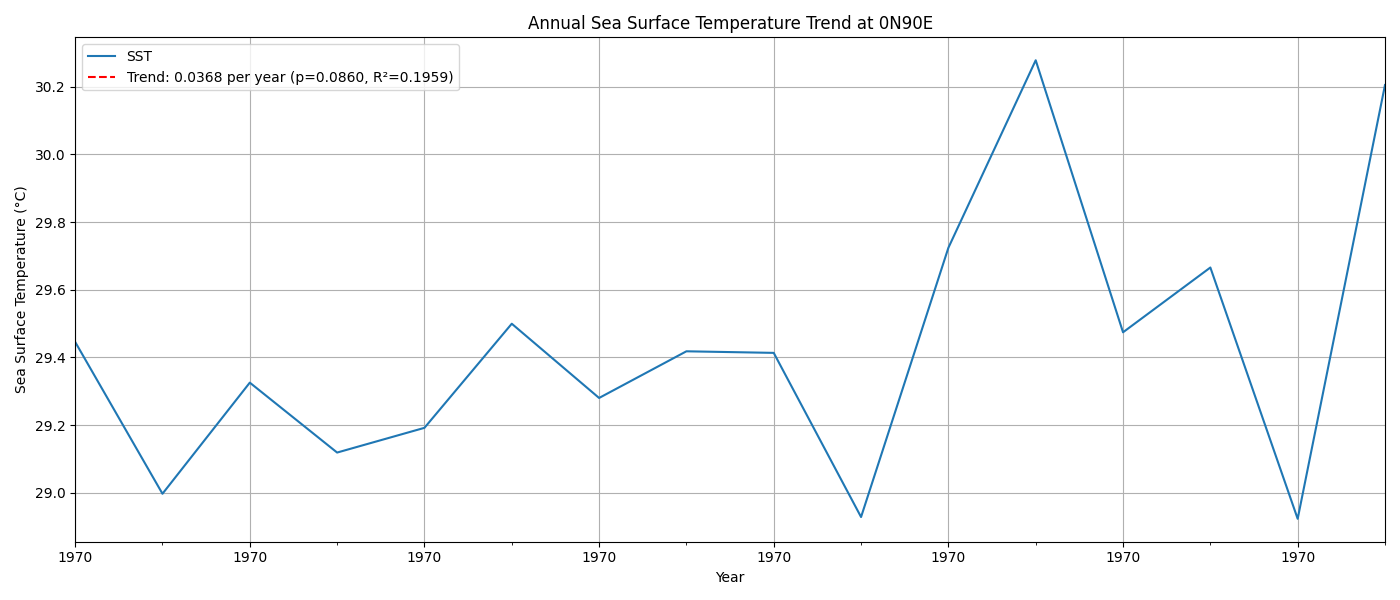 Annual Sea Surface Temperature Trend at 0N90E
SST
Trend: 0.0368 per year (p=0.0860, R²=0.1959)
30.2
30.0
29.8
29.6
29.4
29.2
29.0
Sea Surface Temperature (°C)
1970 1970 1970 1970 1970 1970 1970 1970
Year